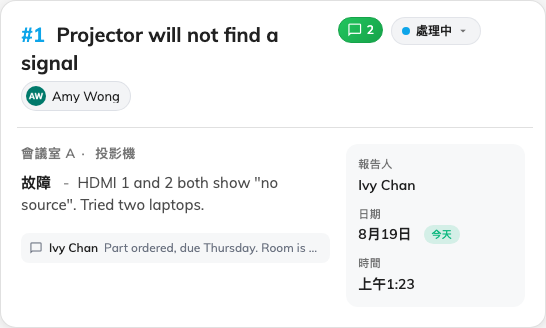 #1 Projector will not find a
signal
2
處理中
AW Amy Wong
會議室 A · 投影機
故障 - HDMI 1 and 2 both show "no
source". Tried two laptops.
Ivy Chan Part ordered, due Thursday. Room is ...
報告人
Ivy Chan
日期
8月19日 今天
時間
上午1:23